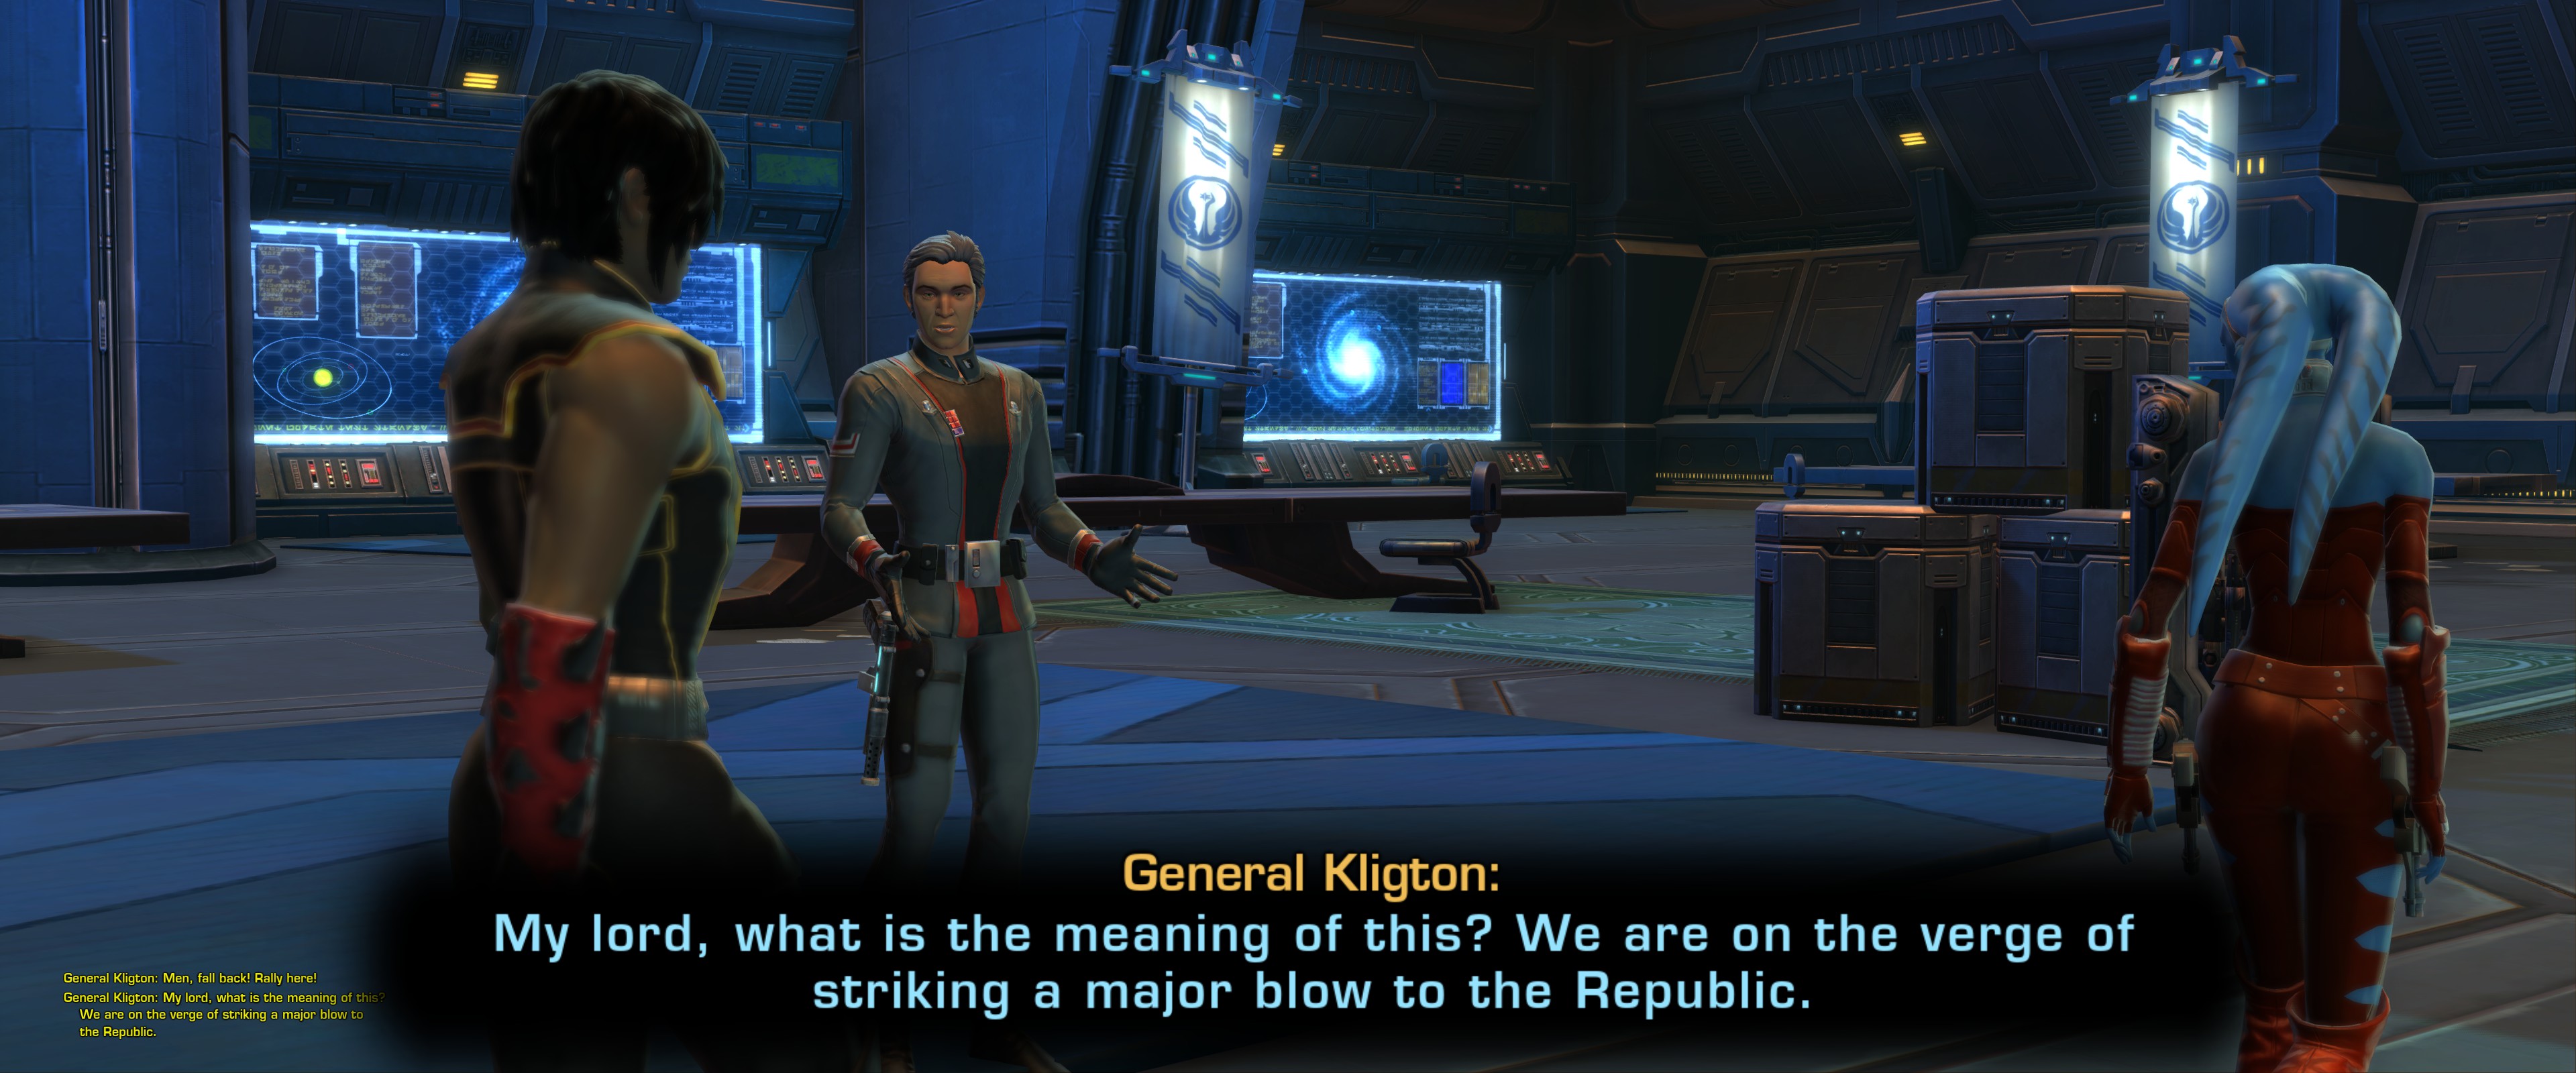 General Kligton:
My lord, what is the meaning of this? We are on the verge of
striking a major blow to the Republic.
General Kligton: Men, fall back! Rally here!
General Kligton: My lord, what is the meaning of this?
We are on the verge of striking a major blow to
the Republic.